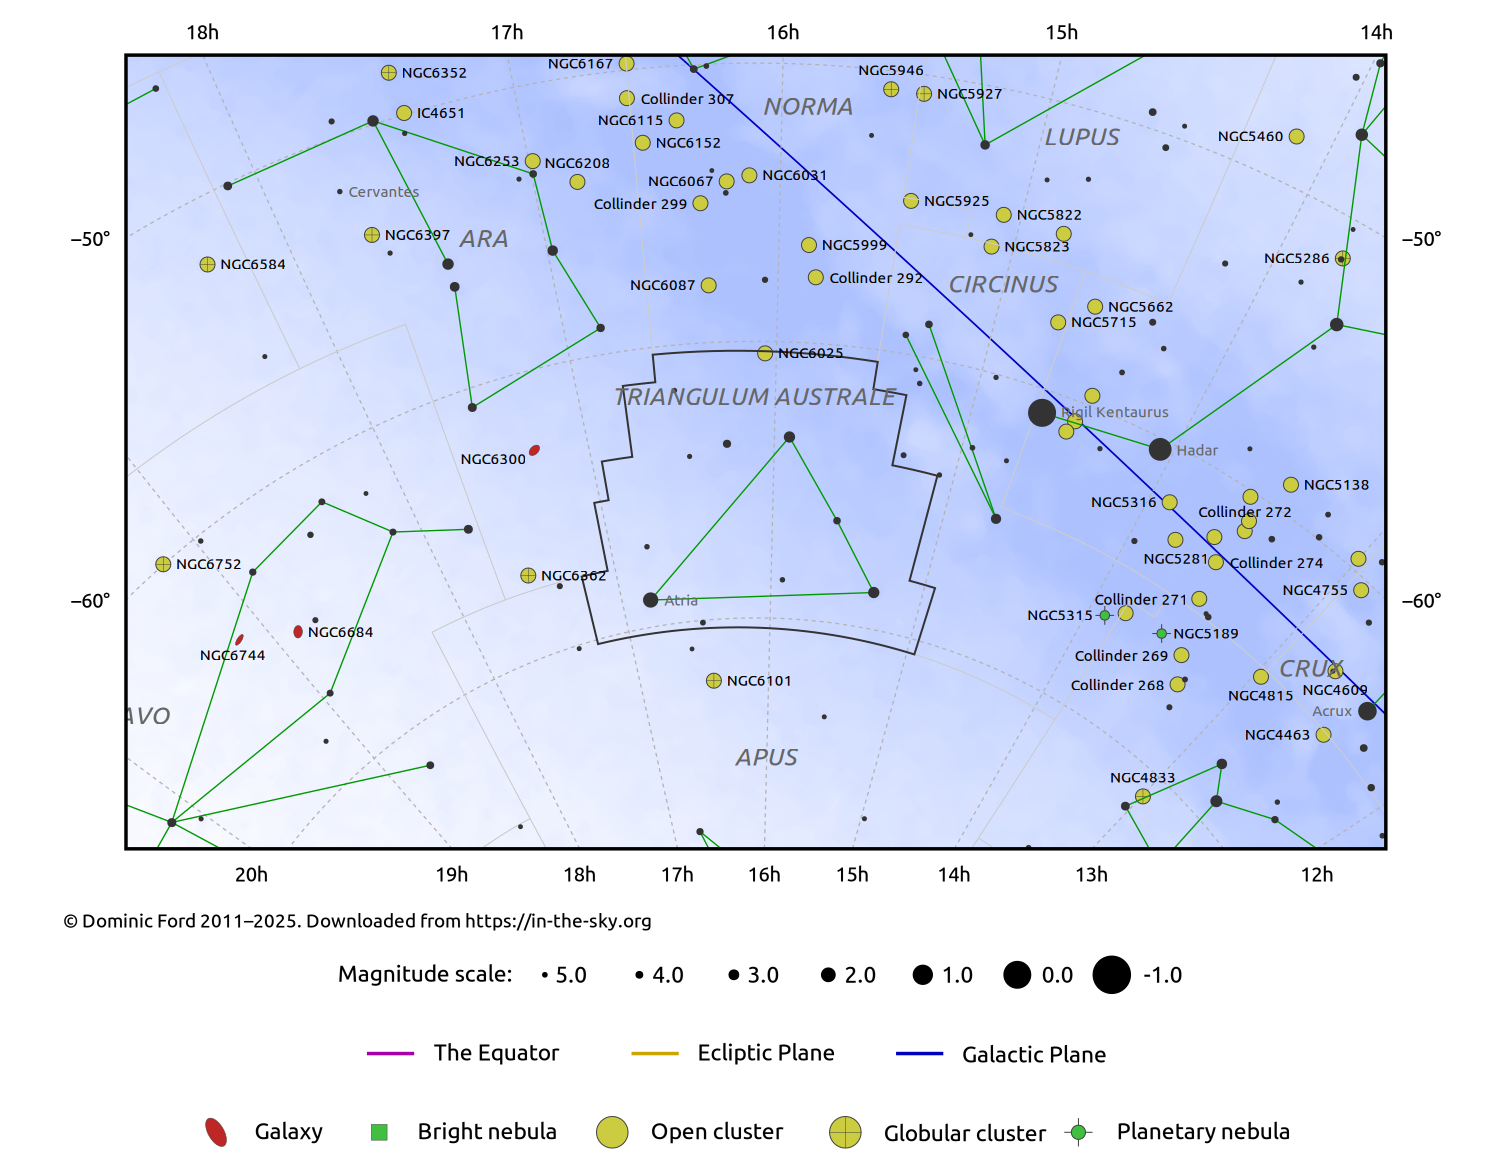 18h 17h 16h 15h 14h
NGC6167
NGC5946
NGC6352
NGC5927
Collinder 307
NORMA
IC4651
NGC6115
LUPUS
NGC5460
NGC6152
NGC6253 NGC6208
NGC6031
NGC6067
Cervantes
Collinder 299
NGC5925
NGC5822
NGC6397
ARA
−50°
NGC5999
NGC5823
−50°
NGC5286
NGC6584
Collinder 292
CIRCINUS
NGC6087
NGC5662
NGC5715
NGC6025
TRIANGULUM AUSTRALE
Rigil Kentaurus
Hadar
NGC6300
NGC5138
NGC5316
Collinder 272
NGC5281
Collinder 274
NGC6752
NGC6362
NGC4755
−60°
Atria
Collinder 271
−60°
NGC5315
NGC6684
NGC5189
NGC6744
Collinder 269
CRUX
NGC6101
Collinder 268
NGC4815
NGC4609
Acrux
AVO
NGC4463
APUS
NGC4833
20h 19h 18h 17h 16h 15h 14h 13h 12h
© Dominic Ford 2011–2025. Downloaded from https://in-the-sky.org
Magnitude scale: 5.0 4.0 3.0 2.0 1.0 0.0 -1.0
The Equator Ecliptic Plane Galactic Plane
Galaxy Bright nebula Open cluster Globular cluster Planetary nebula